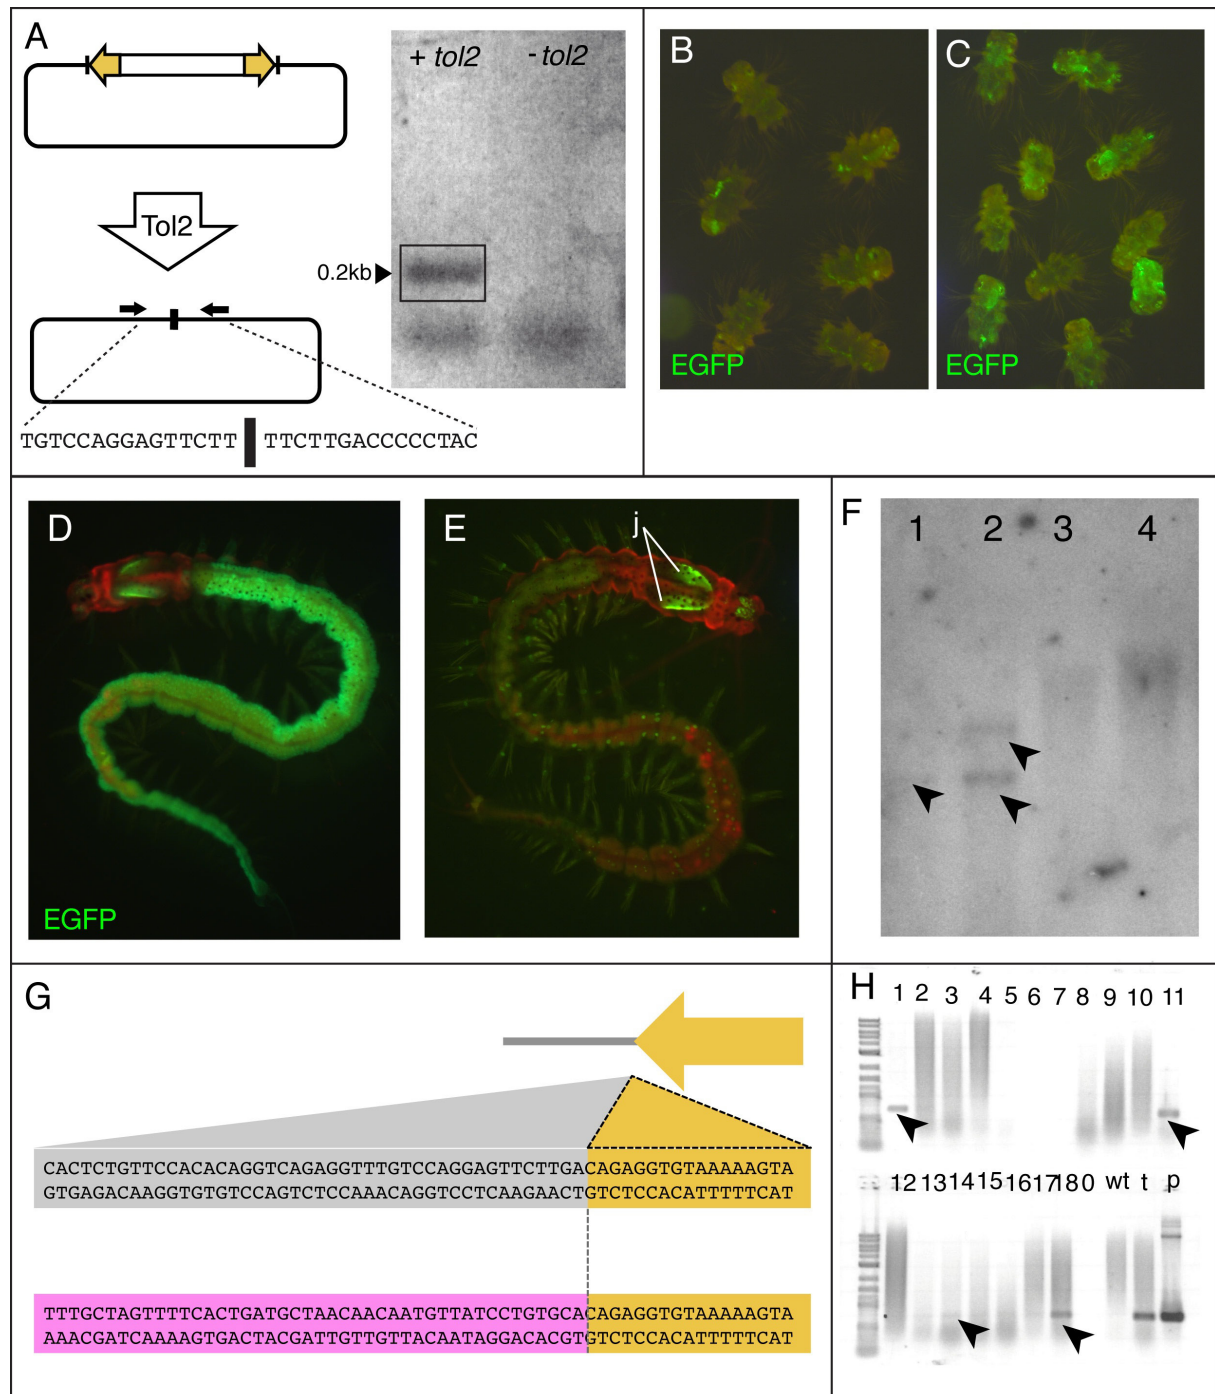 A
+ tol2
- tol2
Tol2
0.2kb
TGTCCAGGAGTTCTT TTCTTGACCCCCTAC
B
EGFP
C
EGFP
D
EGFP
E
j
F
1 2 3 4
G
CACTCTGTTCCACACAGGTCAGAGGTTTGTCCAGGAGTTCTTGACAGAGGTGTAAAAAGTA
GTGAGACAAGGTGTGTCCAGTCTCCAAACAGGTCCTCAAGAACTGTCTCCACATTTTTCAT
TTTGCTAGTTTTCACTGATGCTAACAACAATGTTATCCTGTGCACAGAGGTGTAAAAAGTA
AAACGATCAAAAGTGACTACGATTGTTGTTACAATAGGACACGTGTCTCCACATTTTTCAT
H
1 2 3 4 5 6 7 8 9 10 11
12 13 14 15 16 17 18 0 wt t p